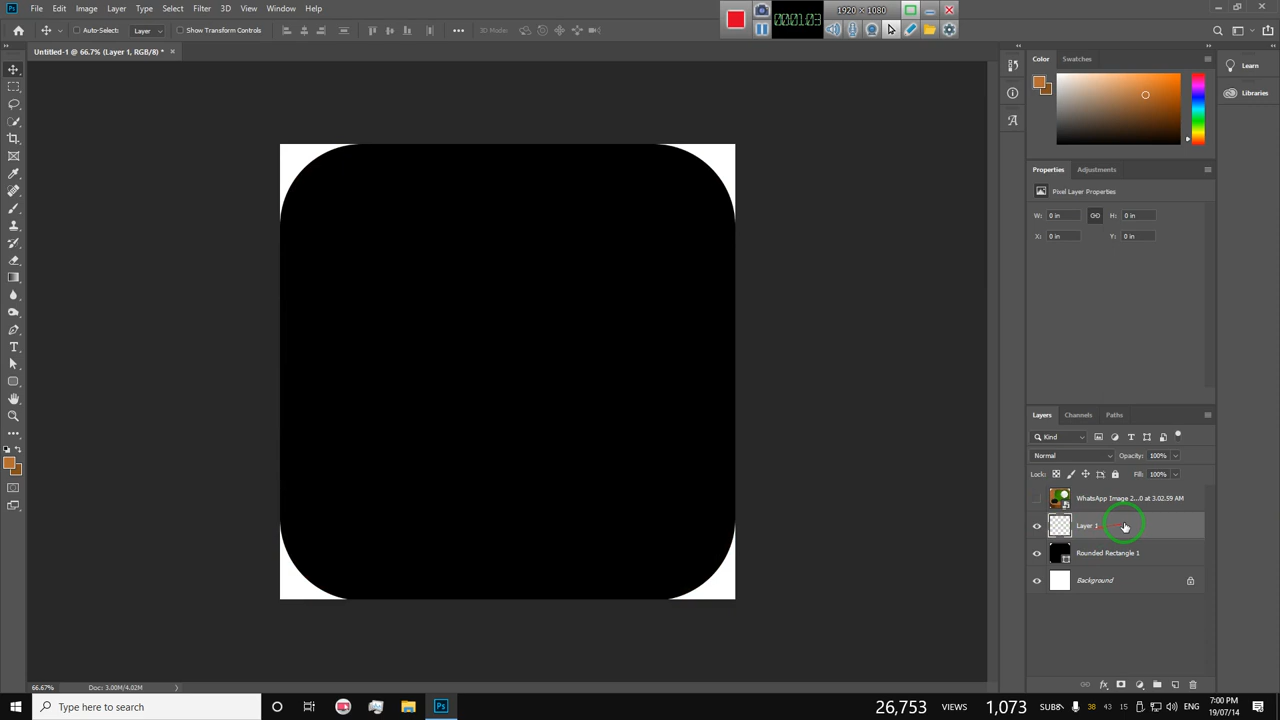 File Edit Image Layer Type Select Filter 3D View Window Help
1920 × 1080
000103
Auto-Select: Layer Show Transform Controls 3D Mode:
Untitled-1 @ 66.7% (Layer 1, RGB/8) * ×
Color Swatches
Learn
Libraries
Properties Adjustments
Pixel Layer Properties
W: 0 in H: 0 in
X: 0 in Y: 0 in
Layers Channels Paths
Kind
Normal Opacity: 100%
Lock: Fill: 100%
WhatsApp Image 2...0 at 3.02.59 AM
Layer 1
Rounded Rectangle 1
Background
66.67% Doc: 3.00M/4.02M
Type here to search
Ps
26,753 VIEWS 1,073 SUBS
38 43 15
7:00 PM
19/07/14